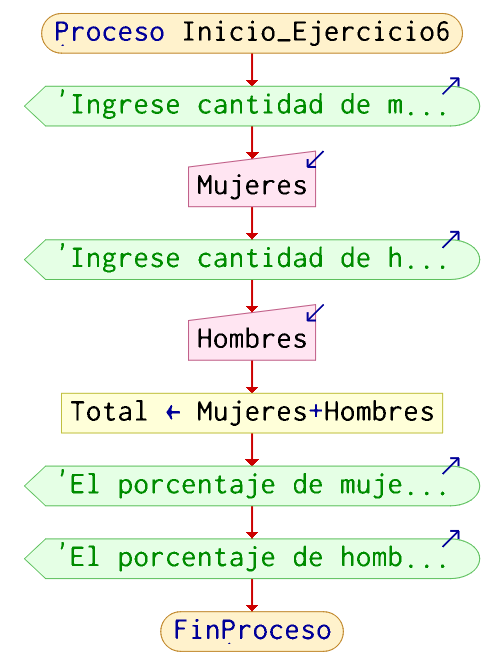 Proceso Inicio_Ejercicio6
'Ingrese cantidad de m...
Mujeres
'Ingrese cantidad de h...
Hombres
Total ← Mujeres+Hombres
'El porcentaje de muje...
'El porcentaje de homb...
FinProceso